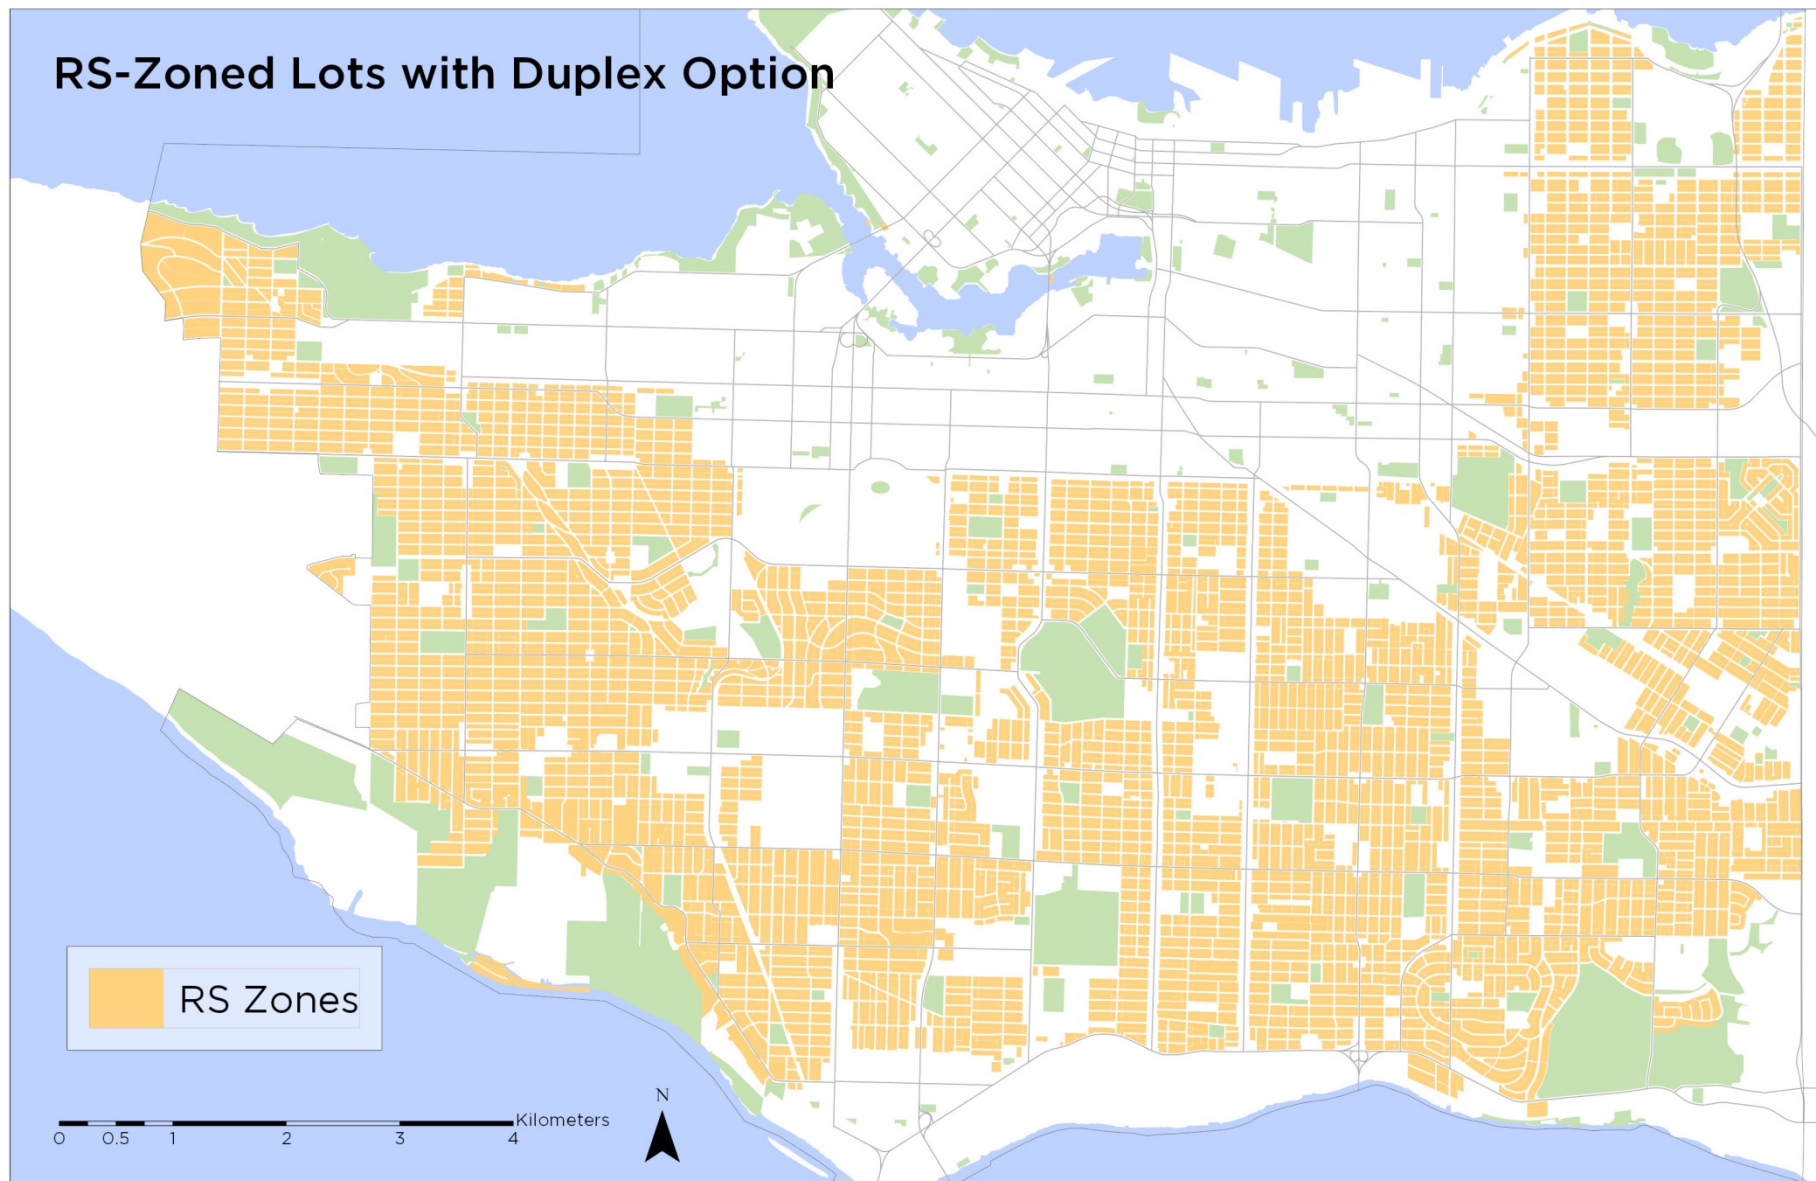 RS-Zoned Lots with Duplex Option
RS Zones
N
Kilometers
0 0.5 1 2 3 4